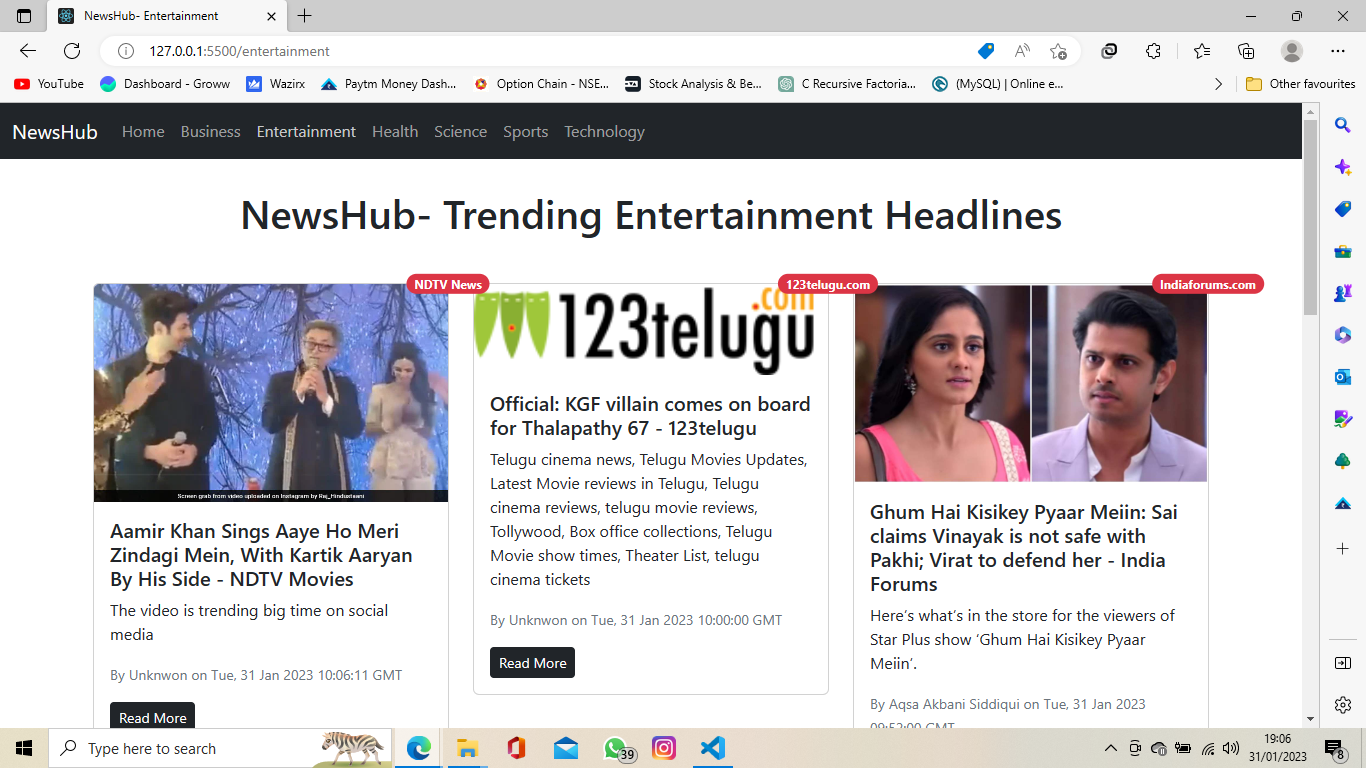 NewsHub- Entertainment
127.0.0.1:5500/entertainment
YouTube
Dashboard - Groww
Wazirx
Paytm Money Dash...
Option Chain - NSE...
Stock Analysis & Be...
C Recursive Factoria...
(MySQL) | Online e...
Other favourites
NewsHub Home Business Entertainment Health Science Sports Technology
NewsHub- Trending Entertainment Headlines
NDTV News
Screen grab from video uploaded on Instagram by Raj_Hindustaani
Aamir Khan Sings Aaye Ho Meri
Zindagi Mein, With Kartik Aaryan
By His Side - NDTV Movies
The video is trending big time on social
media
By Unknwon on Tue, 31 Jan 2023 10:06:11 GMT
Read More
123telugu.com
.com
123telugu
Official: KGF villain comes on board
for Thalapathy 67 - 123telugu
Telugu cinema news, Telugu Movies Updates,
Latest Movie reviews in Telugu, Telugu
cinema reviews, telugu movie reviews,
Tollywood, Box office collections, Telugu
Movie show times, Theater List, telugu
cinema tickets
By Unknwon on Tue, 31 Jan 2023 10:00:00 GMT
Read More
Indiaforums.com
Ghum Hai Kisikey Pyaar Meiin: Sai
claims Vinayak is not safe with
Pakhi; Virat to defend her - India
Forums
Here’s what’s in the store for the viewers of
Star Plus show ‘Ghum Hai Kisikey Pyaar
Meiin’.
By Aqsa Akbani Siddiqui on Tue, 31 Jan 2023
09:52:00 GMT
Type here to search
39
19:06
31/01/2023
8